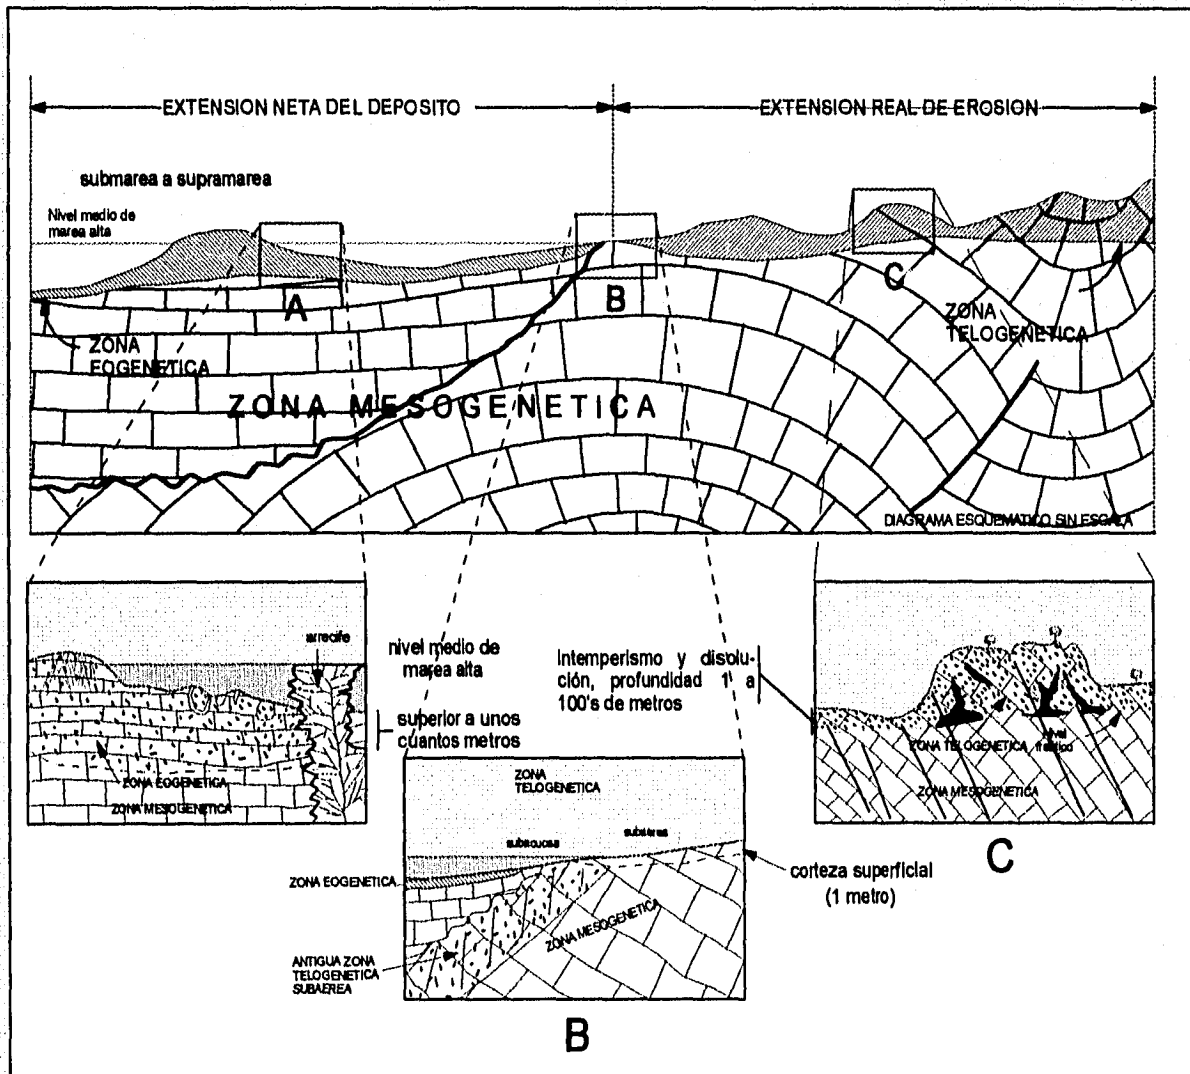 EXTENSION NETA DEL DEPOSITO
EXTENSION REAL DE EROSION
submarea a supramarea
Nivel medio de
marea alta
A
B
C
ZONA
EOGENETICA
ZONA
TELOGENETICA
ZONA MESOGENETICA
DIAGRAMA ESQUEMATICO SIN ESCALA
arrecife
nivel medio de
marea alta
superior a unos
cuantos metros
ZONA EOGENETICA
ZONA MESOGENETICA
Intemperismo y disolu-
ción, profundidad 1 a
100's de metros
nivel
freático
ZONA TELOGENETICA
ZONA MESOGENETICA
C
ZONA
TELOGENETICA
subacuosa
subaerea
ZONA EOGENETICA
ZONA MESOGENETICA
corteza superficial
(1 metro)
ANTIGUA ZONA
TELOGENETICA
SUBAEREA
B